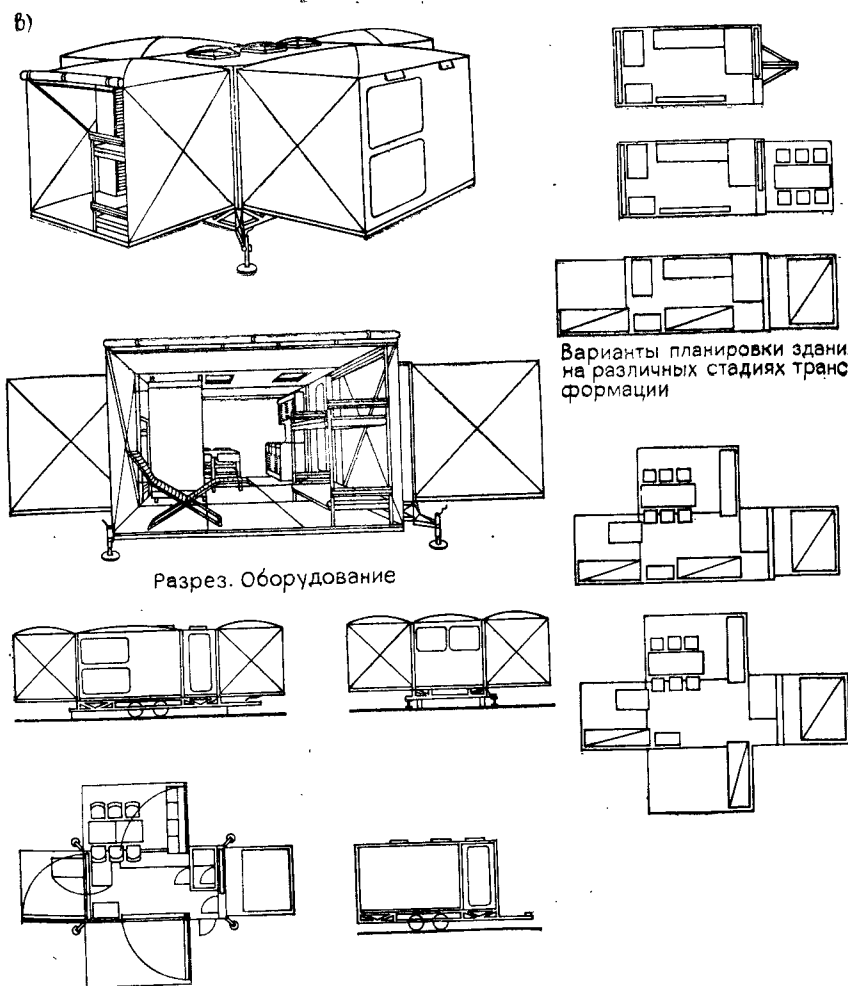 в)
Варианты планировки здани
на различных стадиях транс
формации
Разрез. Оборудование